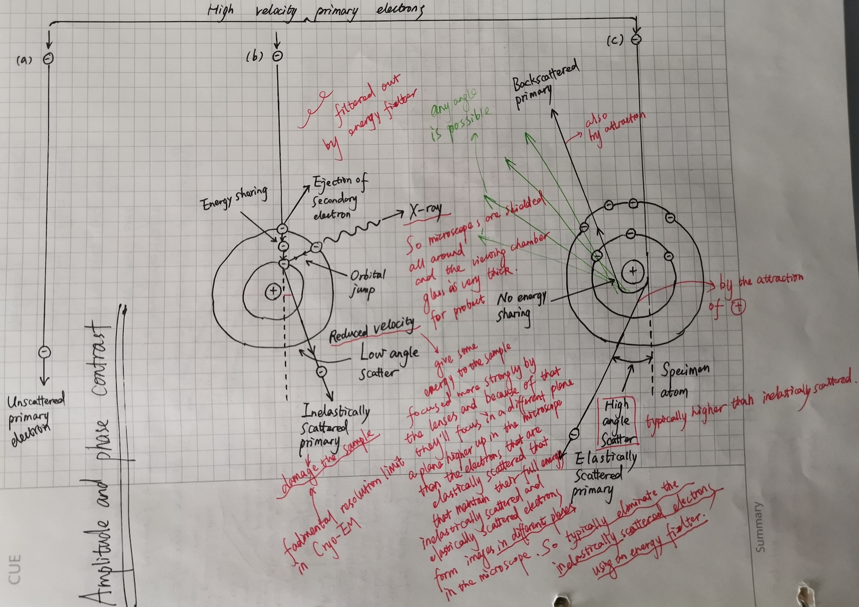 High velocity primary electrons
(a)
(b)
(c)
filtered out
by energy fielter
any angle
is possible
Backscattered
primary
also
by attraction
Energy sharing
Ejection of
secondary
electron
X-ray
So microscopes are shielded
all around
and the viewing chamber
glass is very thick
for protect
Orbital
jump
No energy
sharing
by the attraction
of +
Reduced velocity
Low angle
scatter
give some
energy to the sample
focused more strongly by
the lenses and because of that
they'll focus in a different plane
a plane higher up in the microscope
than the electrons that are
elastically scattered that
that maintain their full energy
inelastically scattered and
elastically scattered electrons
form images in different planes
in the microscope. So typically eliminate the
inelastically scattered electrons
using an energy fielter.
Specimen
atom
High
angle
Scatter
typically higher than inelastically scattered.
Unscattered
primary
electron
Inelastically
Scattered
primary
damage the sample
resolution limit
in Cryo-EM
Elastically
Scattered
primary
Amplitude and phase contrast
CUE
Summary